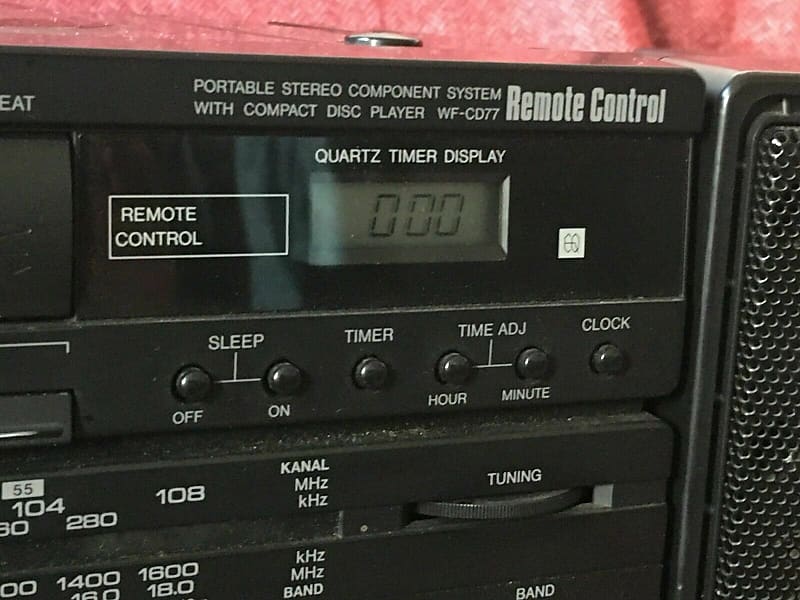 EAT
PORTABLE STEREO COMPONENT SYSTEM
WITH COMPACT DISC PLAYER WF-CD77 Remote Control
QUARTZ TIMER DISPLAY
000
REMOTE
CONTROL
SLEEP
TIMER
TIME ADJ
CLOCK
OFF
ON
HOUR
MINUTE
KANAL
TUNING
55
MHz
104
108
kHz
280
kHz
1400 1600
MHz
16.0 18.0
BAND
BAND